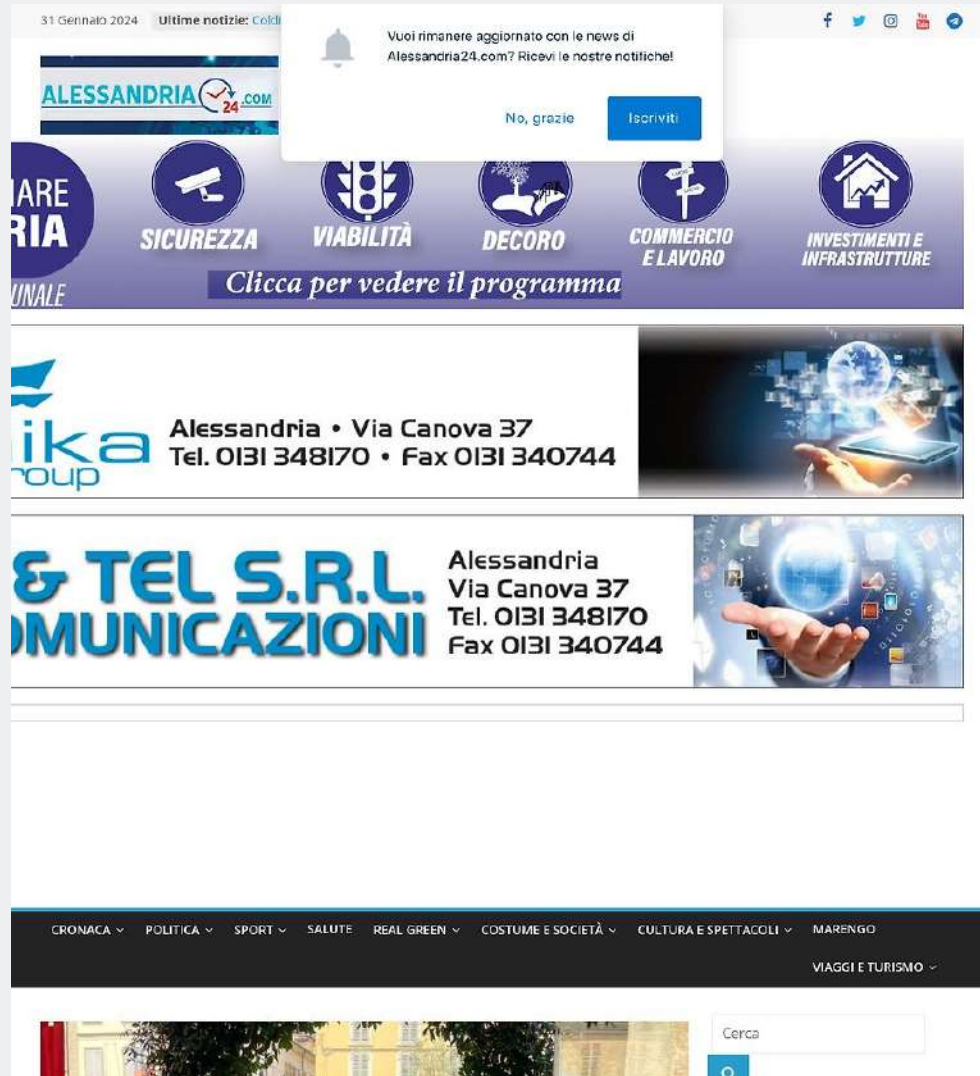 31 Gennaio 2024 Ultime notizie: Coldi
Vuoi rimanere aggiornato con le news di
Alessandria24.com? Ricevi le nostre notifiche!
No, grazie Iscriviti
ALESSANDRIA 24.COM
IARE
RIA
UNALE
SICUREZZA
VIABILITÀ
DECORO
COMMERCIO
E LAVORO
INVESTIMENTI E
INFRASTRUTTURE
Clicca per vedere il programma
ika
roup
Alessandria • Via Canova 37
Tel. 0131 348170 • Fax 0131 340744
& TEL S.R.L.
OMUNICAZIONI
Alessandria
Via Canova 37
Tel. 0131 348170
Fax 0131 340744
CRONACA POLITICA SPORT SALUTE REAL GREEN COSTUME E SOCIETÀ CULTURA E SPETTACOLI MARENGO
VIAGGI E TURISMO
Cerca